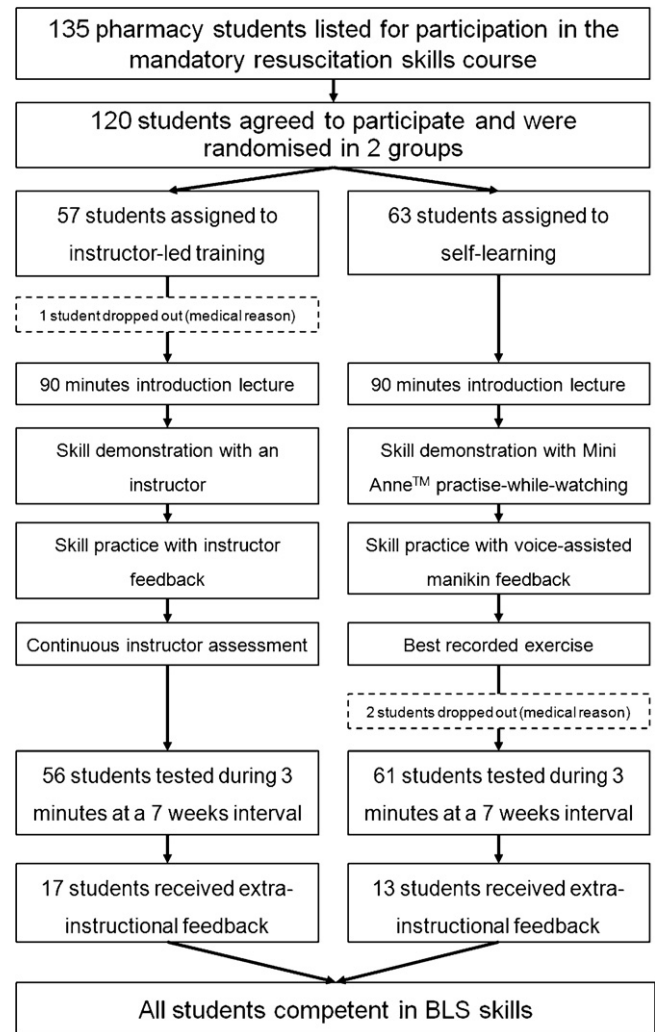 135 pharmacy students listed for participation in the
mandatory resuscitation skills course
120 students agreed to participate and were
randomised in 2 groups
57 students assigned to
instructor-led training
63 students assigned to
self-learning
1 student dropped out (medical reason)
90 minutes introduction lecture
90 minutes introduction lecture
Skill demonstration with an
instructor
Skill demonstration with Mini
Anne™ practise-while-watching
Skill practice with instructor
feedback
Skill practice with voice-assisted
manikin feedback
Continuous instructor assessment
Best recorded exercise
2 students dropped out (medical reason)
56 students tested during 3
minutes at a 7 weeks interval
61 students tested during 3
minutes at a 7 weeks interval
17 students received extra-
instructional feedback
13 students received extra-
instructional feedback
All students competent in BLS skills